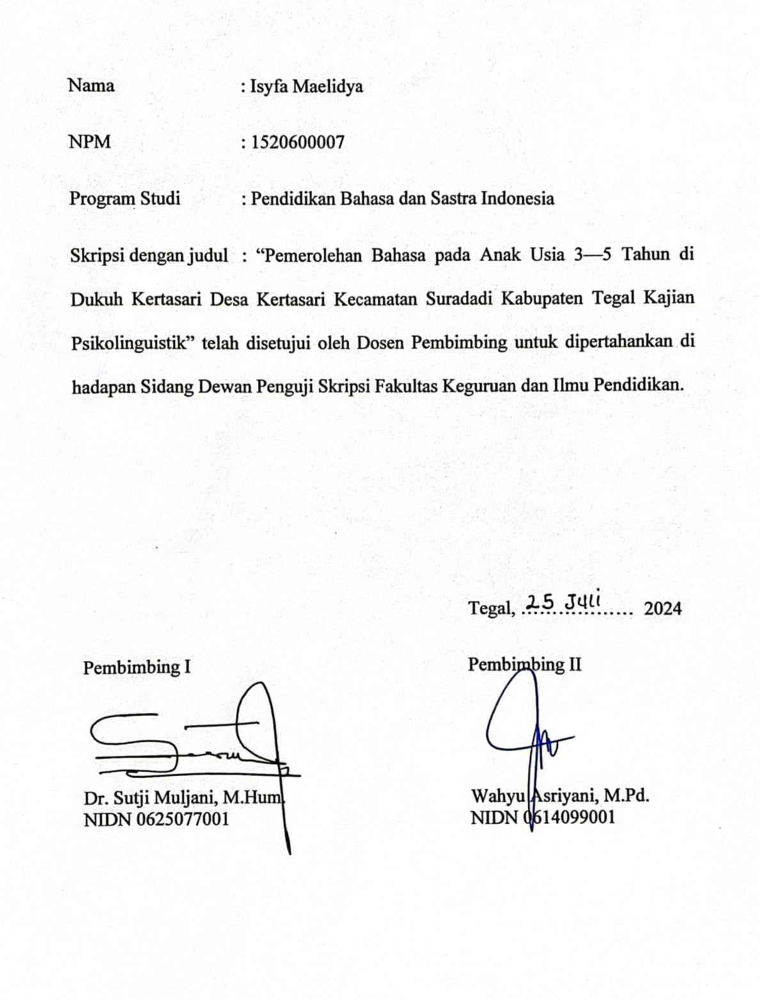 Nama : Isyfa Maelidya
NPM : 1520600007
Program Studi : Pendidikan Bahasa dan Sastra Indonesia
Skripsi dengan judul : “Pemerolehan Bahasa pada Anak Usia 3—5 Tahun di
Dukuh Kertasari Desa Kertasari Kecamatan Suradadi Kabupaten Tegal Kajian
Psikolinguistik” telah disetujui oleh Dosen Pembimbing untuk dipertahankan di
hadapan Sidang Dewan Penguji Skripsi Fakultas Keguruan dan Ilmu Pendidikan.
Tegal, 25 Juli 2024
Pembimbing I
Pembimbing II
Dr. Sutji Muljani, M.Hum.
NIDN 0625077001
Wahyu Asriyani, M.Pd.
NIDN 0614099001